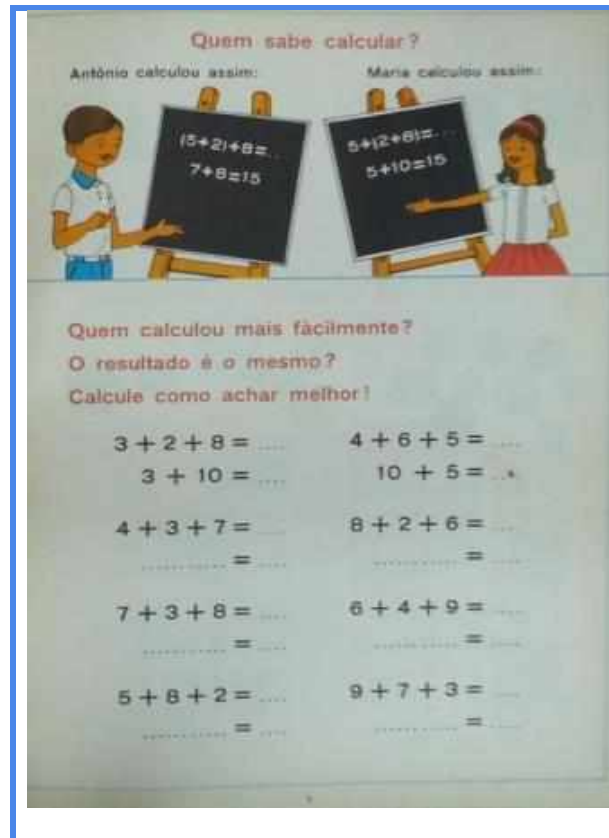 Quem sabe calcular?
Antônio calculou assim:
Maria calculou assim:
(5+2)+8=...
7+8=15
5+(2+8)=...
5+10=15
Quem calculou mais fàcilmente?
O resultado é o mesmo?
Calcule como achar melhor!
3 + 2 + 8 = ....
4 + 6 + 5 = ....
3 + 10 = ....
10 + 5 = ....
4 + 3 + 7 = ....
8 + 2 + 6 = ....
........... = ....
........... = ....
7 + 3 + 8 = ....
6 + 4 + 9 = ....
........... = ....
........... = ....
5 + 8 + 2 = ....
9 + 7 + 3 = ....
........... = ....
........... = ....